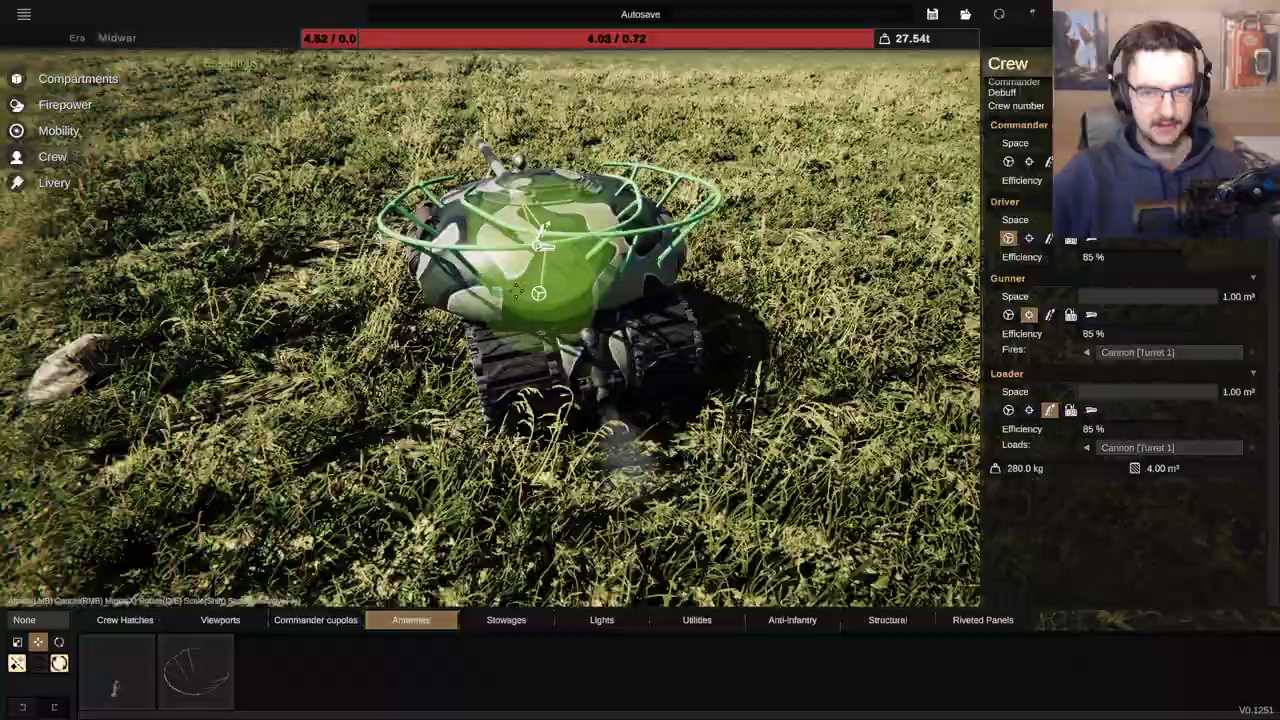 Autosave
Era Midwar
4.52 / 0.0
4.03 / 0.72
27.54t
Compartments
Firepower
Mobility
Crew
Livery
Crew
Commander
Debuff
Crew number
Commander
Space
Efficiency
Driver
Space
Efficiency 85 %
Gunner
Space 1.00 m³
Efficiency 85 %
Fires: Cannon [Turret 1]
Loader
Space 1.00 m³
Efficiency 85 %
Loads: Cannon [Turret 1]
280.0 kg 4.00 m³
None
Crew Hatches
Viewports
Commander cupolas
Antennes
Stowages
Lights
Utilities
Anti-Infantry
Structural
Riveted Panels
V0.1251